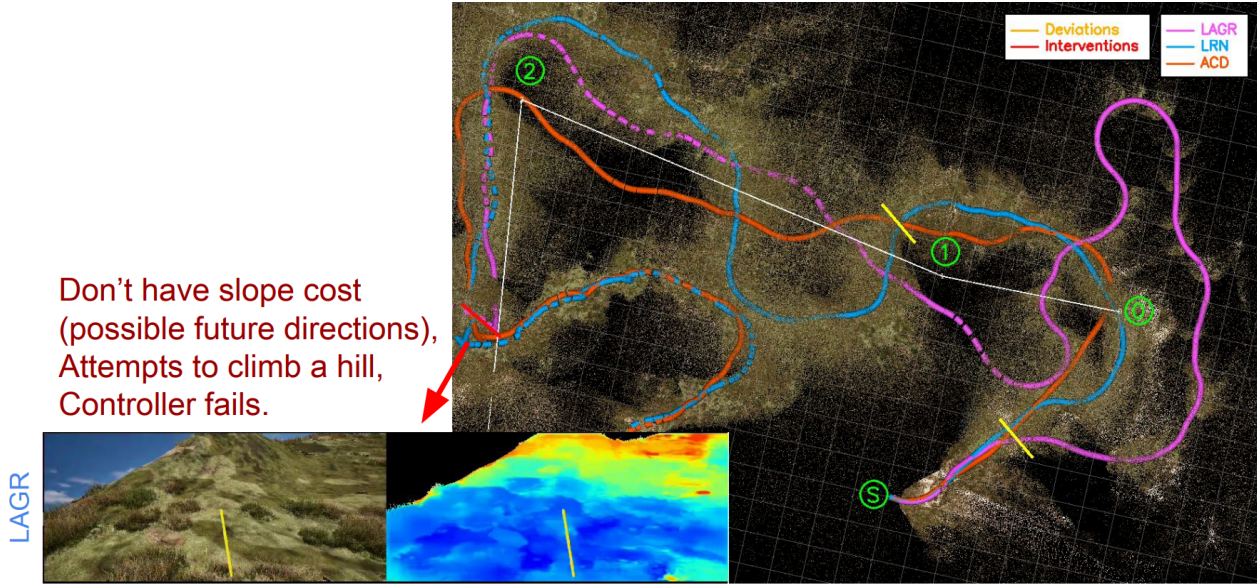 Deviations
Interventions
LAGR
LRN
ACD
2
1
0
S
Don't have slope cost
(possible future directions),
Attempts to climb a hill,
Controller fails.
LAGR